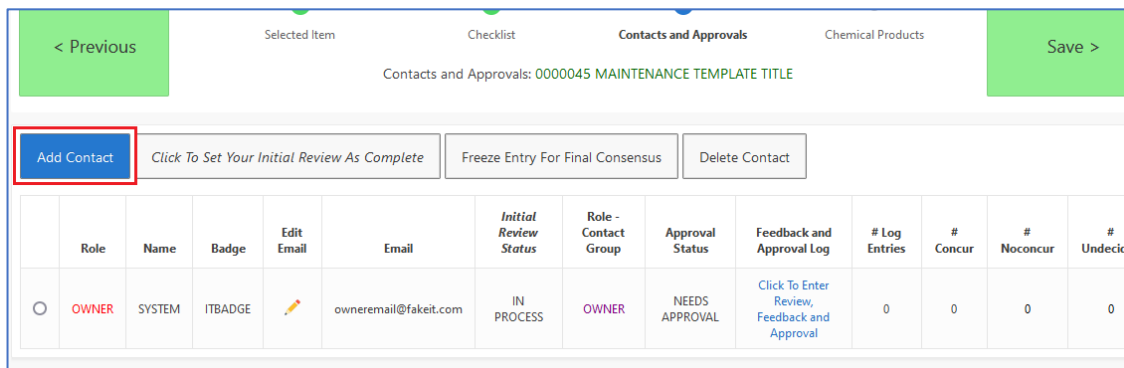 < Previous
Selected Item
Checklist
Contacts and Approvals
Chemical Products
Save >
Contacts and Approvals: 0000045 MAINTENANCE TEMPLATE TITLE
Add Contact
Click To Set Your Initial Review As Complete
Freeze Entry For Final Consensus
Delete Contact
Role
Name
Badge
Edit
Email
Email
Initial
Review
Status
Role -
Contact
Group
Approval
Status
Feedback and
Approval Log
# Log
Entries
#
Concur
#
Noconcur
#
OWNER
SYSTEM
ITBADGE
owneremail@fakeit.com
IN
PROCESS
OWNER
NEEDS
APPROVAL
Click To Enter
Review,
Feedback and
Approval
0
0
0
0